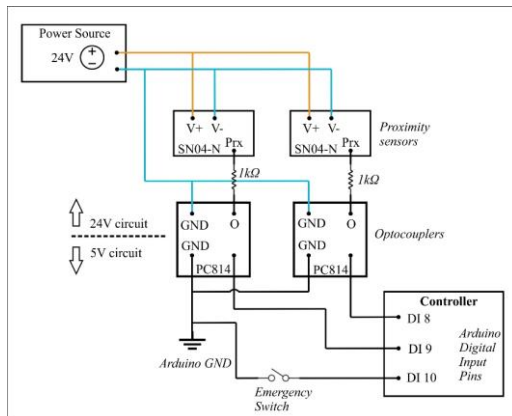 Power Source
24V
V+ V-
Prx
SN04-N
V+ V-
Prx
SN04-N
Proximity
sensors
1kΩ
1kΩ
24V circuit
5V circuit
GND O
GND
PC814
GND O
GND
PC814
Optocouplers
Controller
DI 8
DI 9
DI 10
Arduino
Digital
Input
Pins
Arduino GND
Emergency
Switch